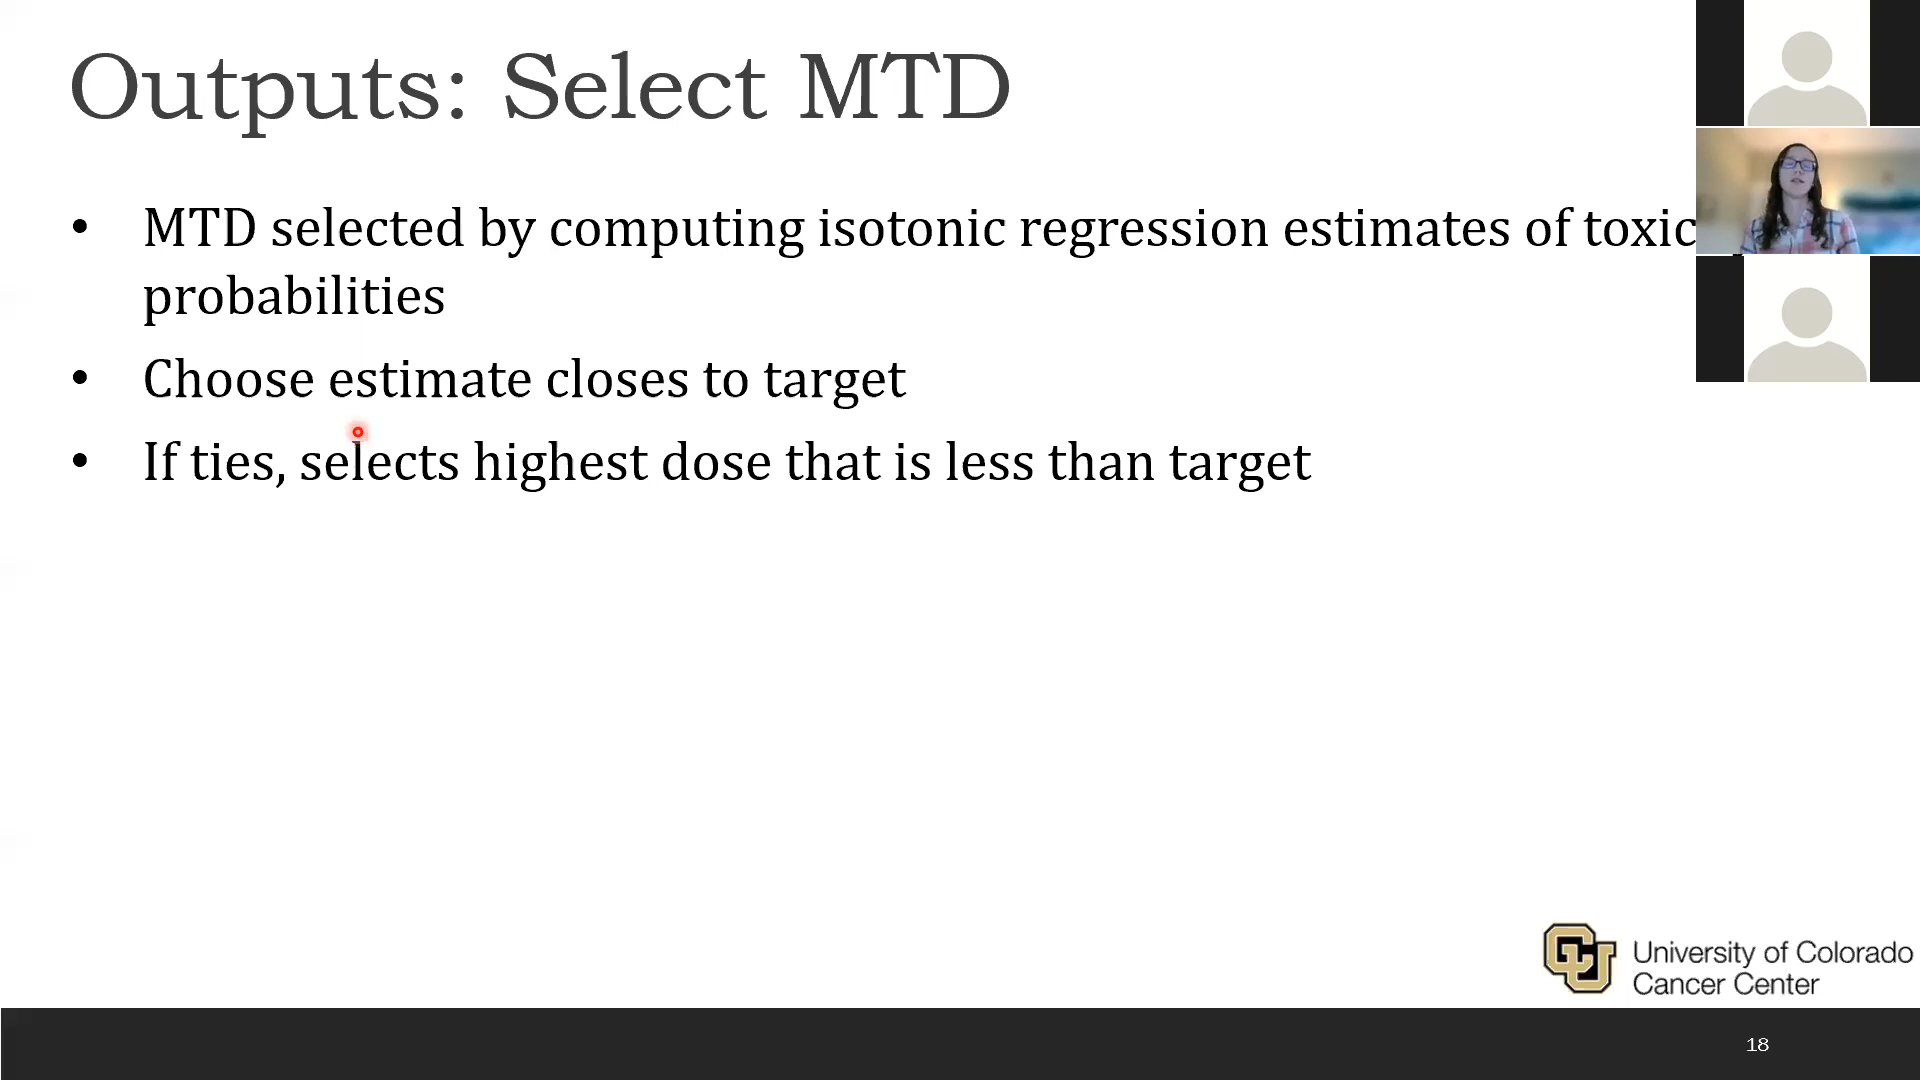 Outputs: Select MTD
• MTD selected by computing isotonic regression estimates of
probabilities
• Choose estimate closes to target
• If ties, selects highest dose that is less than target
University of Colorado
Cancer Center
18